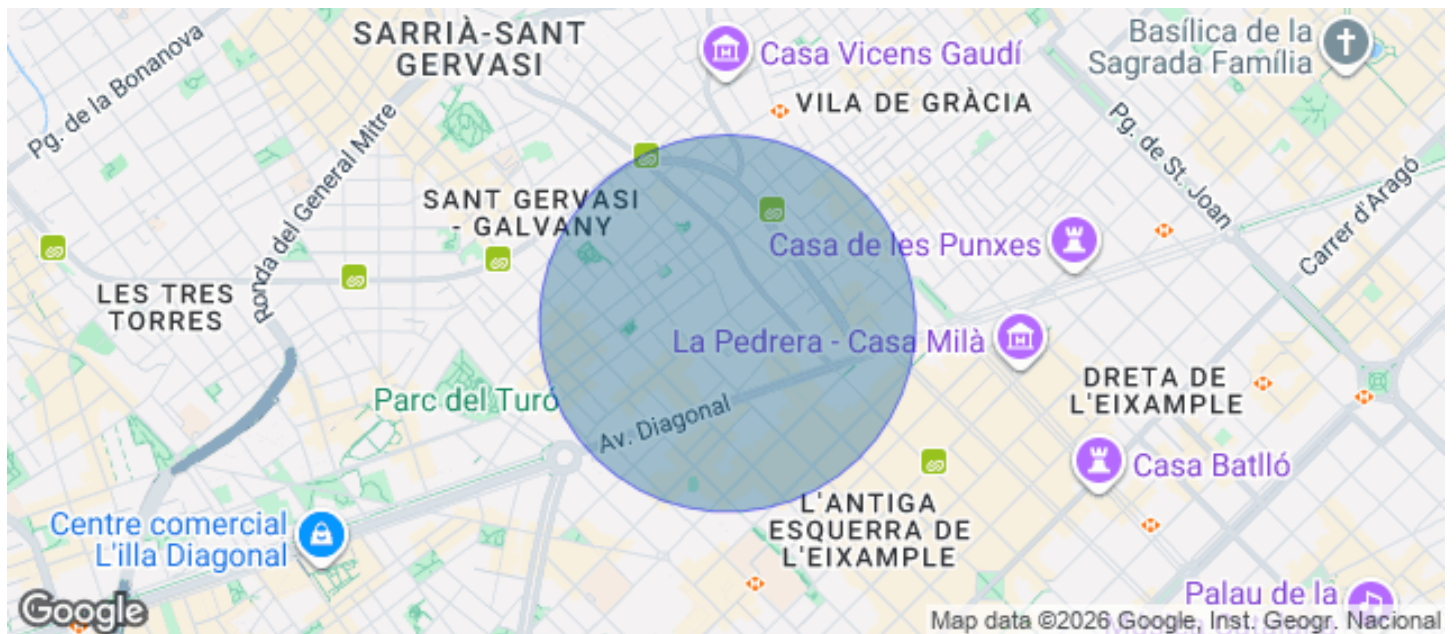 SARRIÀ-SANT
GERVASI
Pg. de la Bonanova
Casa Vicens Gaudí
Basílica de la
Sagrada Família
VILA DE GRÀCIA
Ronda del General Mitre
Pg. de St. Joan
Carrer d'Aragó
SANT GERVASI
- GALVANY
Casa de les Punxes
LES TRES
TORRES
La Pedrera - Casa Milà
DRETA DE
L'EIXAMPLE
Parc del Turó
Av. Diagonal
Casa Batlló
L'ANTIGA
ESQUERRA DE
L'EIXAMPLE
Centre comercial
L'illa Diagonal
Palau de la
Google
Map data ©2026 Google, Inst. Geogr. Nacional